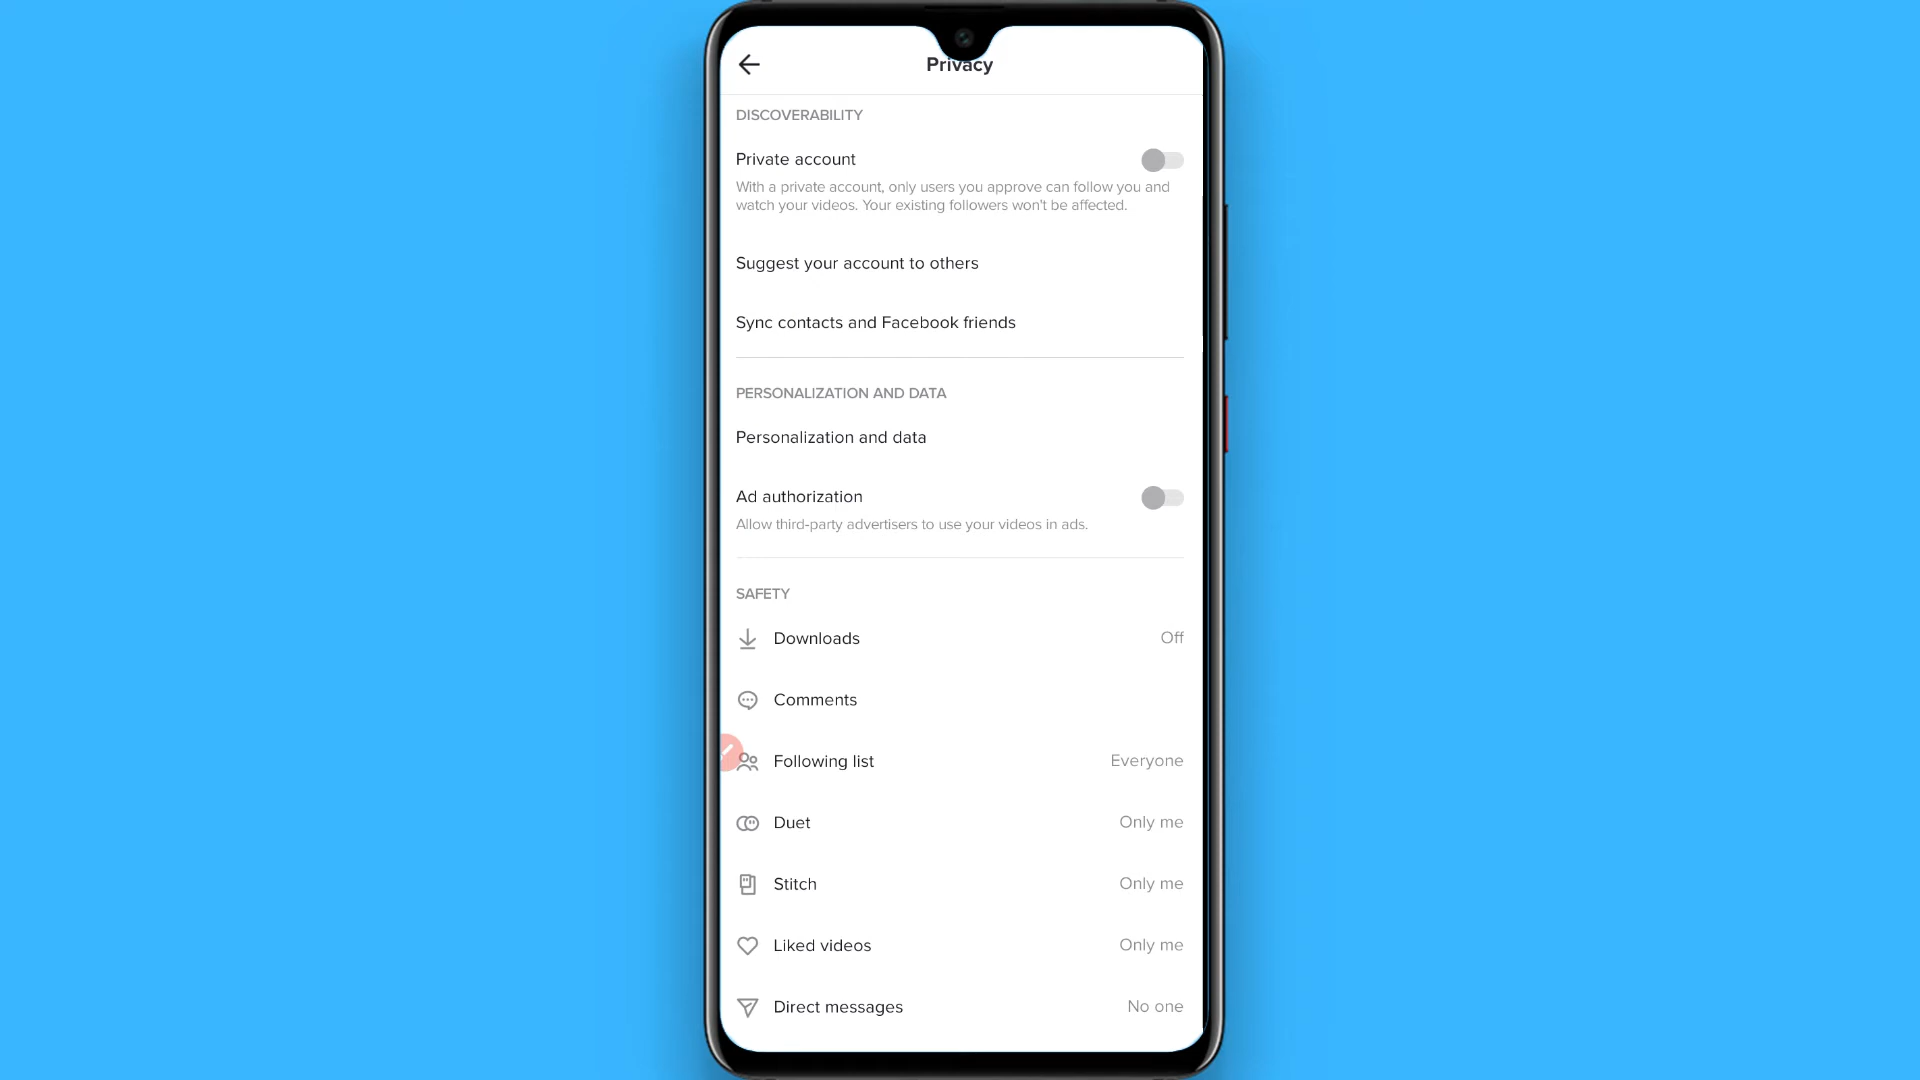 Privacy
DISCOVERABILITY
Private account
With a private account, only users you approve can follow you and
watch your videos. Your existing followers won't be affected.
Suggest your account to others
Sync contacts and Facebook friends
PERSONALIZATION AND DATA
Personalization and data
Ad authorization
Allow third-party advertisers to use your videos in ads.
SAFETY
Downloads Off
Comments
Following list Everyone
Duet Only me
Stitch Only me
Liked videos Only me
Direct messages No one